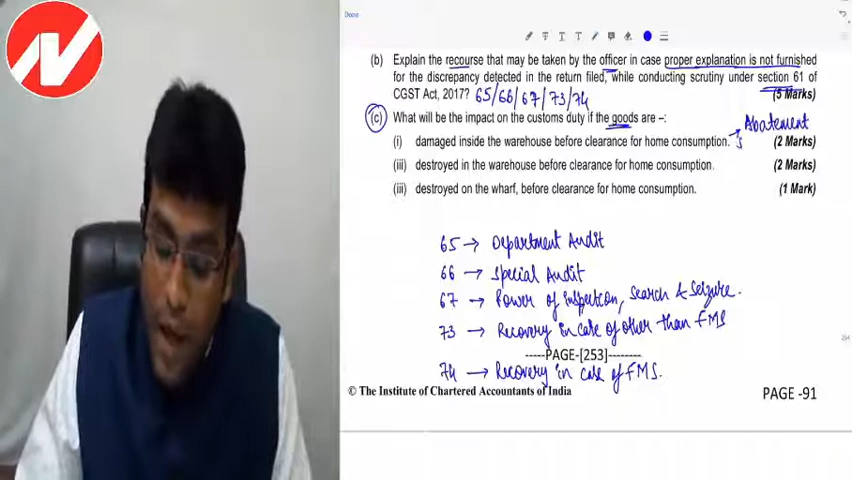 Done
(b) Explain the recourse that may be taken by the officer in case proper explanation is not furnished
for the discrepancy detected in the return filed, while conducting scrutiny under section 61 of
CGST Act, 2017? 65/66/67/73/74 (5 Marks)
(c) What will be the impact on the customs duty if the goods are –: Abatement
(i) damaged inside the warehouse before clearance for home consumption. (2 Marks)
(iii) destroyed in the warehouse before clearance for home consumption. (2 Marks)
(iii) destroyed on the wharf, before clearance for home consumption. (1 Mark)
65 → Department Audit
66 → Special Audit
67 → Power of inspection, search & seizure.
73 → Recovery in case of other than FMS
-----PAGE-[253]--------
74 → Recovery in case of FMS.
© The Institute of Chartered Accountants of India PAGE -91